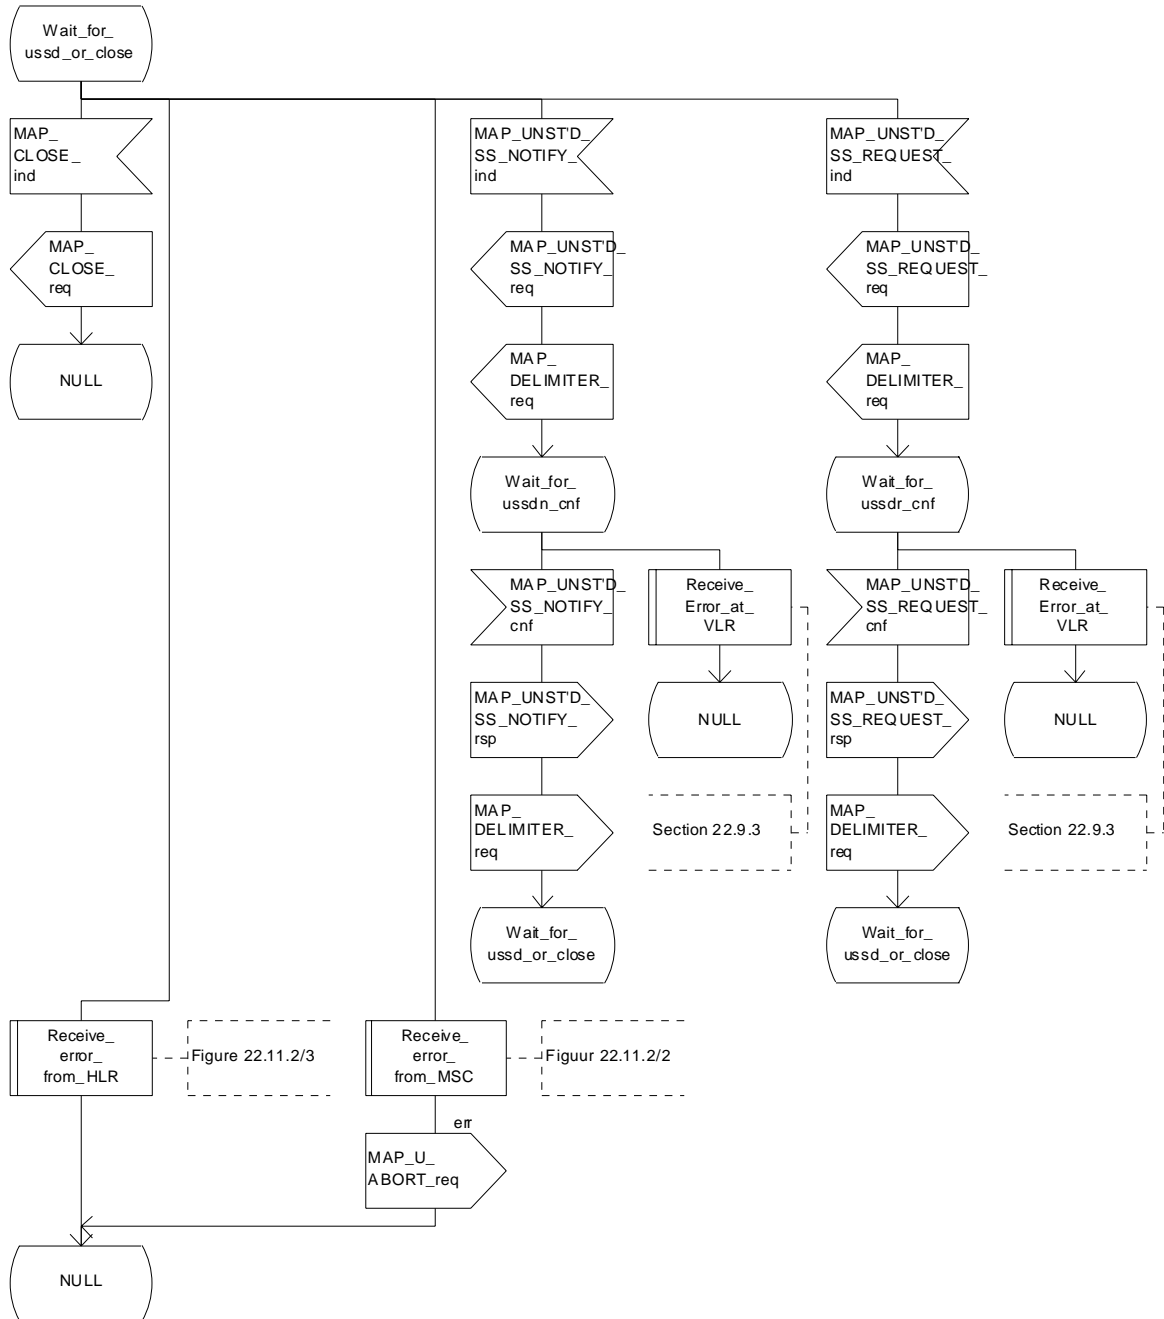 Wait_for_
ussd_or_close
MAP_
CLOSE_
ind
MAP_UNST'D_
SS_NOTIFY_
ind
MAP_UNST'D_
SS_REQUEST_
ind
MAP_
CLOSE_
req
MAP_UNST'D_
SS_NOTIFY_
req
MAP_UNST'D_
SS_REQUEST_
req
NULL
MAP_
DELIMITER_
req
MAP_
DELIMITER_
req
Wait_for_
ussdn_cnf
Wait_for_
ussdr_cnf
MAP_UNST'D_
SS_NOTIFY_
cnf
Receive_
Error_at_
VLR
MAP_UNST'D_
SS_REQUEST_
cnf
Receive_
Error_at_
VLR
MAP_UNST'D_
SS_NOTIFY_
rsp
NULL
MAP_UNST'D_
SS_REQUEST_
rsp
NULL
MAP_
DELIMITER_
req
Section 22.9.3
MAP_
DELIMITER_
req
Section 22.9.3
Wait_for_
ussd_or_close
Wait_for_
ussd_or_close
Receive_
error_
from_HLR
Figure 22.11.2/3
Receive_
error_
from_MSC
Figuur 22.11.2/2
err
MAP_U_
ABORT_req
NULL